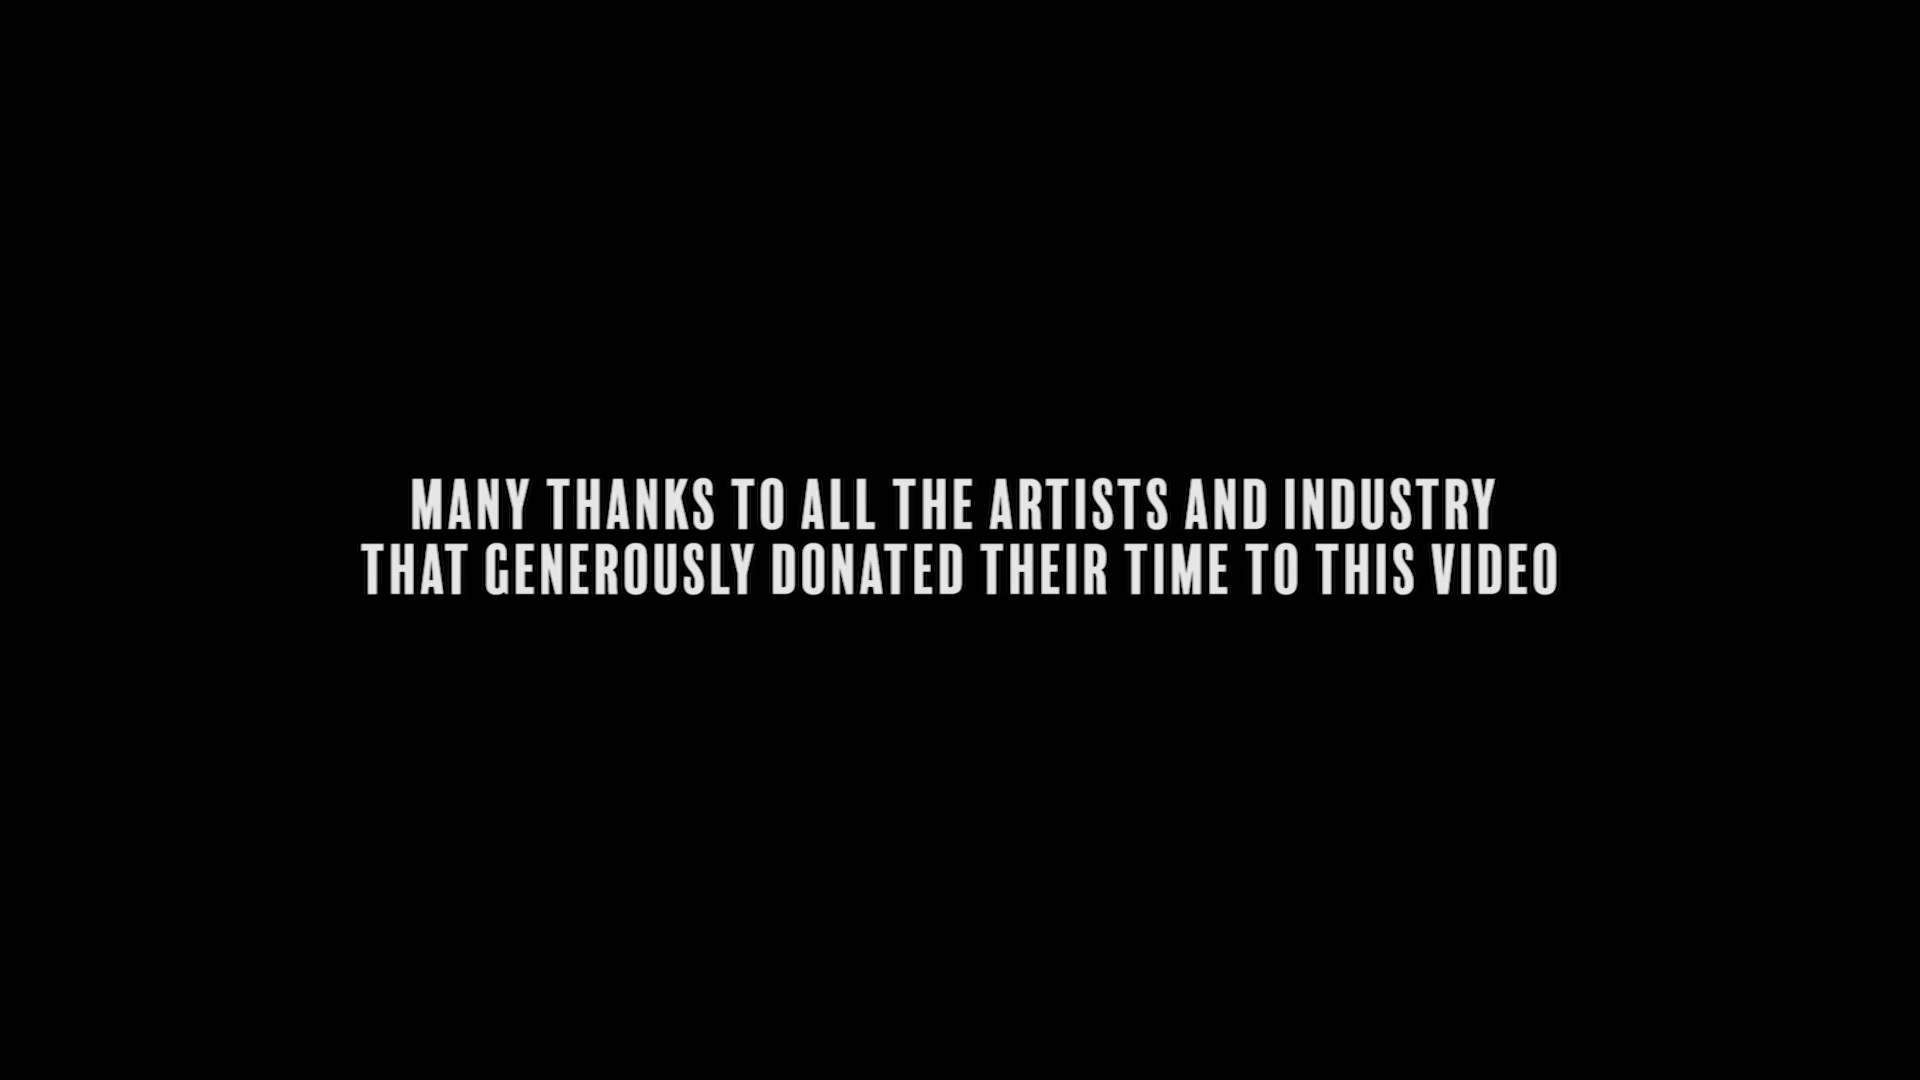 MANY THANKS TO ALL THE ARTISTS AND INDUSTRY
THAT GENEROUSLY DONATED THEIR TIME TO THIS VIDEO